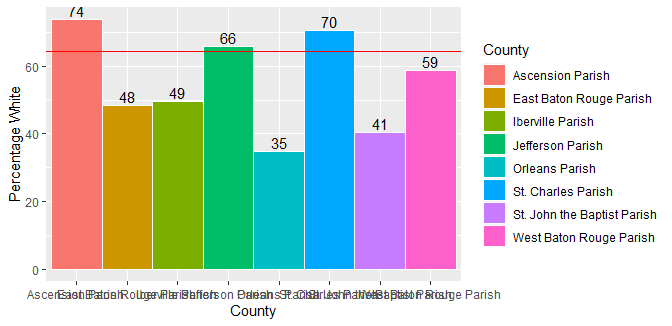 74
48
49
66
35
70
41
59
60
40
20
0
Percentage White
Rouge Parish
County
County
Ascension Parish
East Baton Rouge Parish
Iberville Parish
Jefferson Parish
Orleans Parish
St. Charles Parish
St. John the Baptist Parish
West Baton Rouge Parish